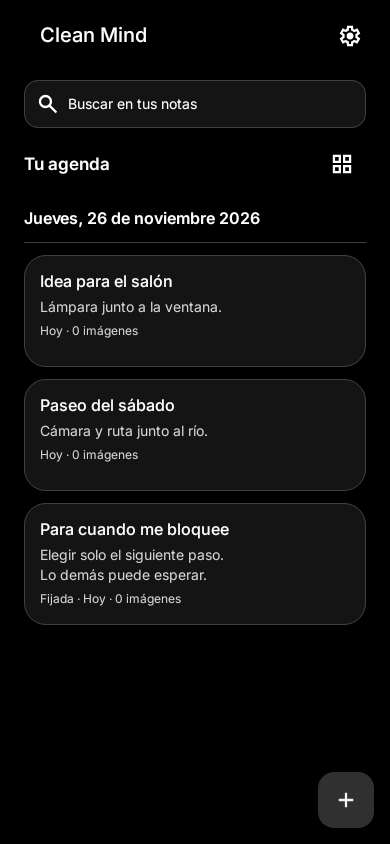 Clean Mind
Buscar en tus notas
Tu agenda
Jueves, 26 de noviembre 2026
Idea para el salón
Lámpara junto a la ventana.
Hoy · 0 imágenes
Paseo del sábado
Cámara y ruta junto al río.
Hoy · 0 imágenes
Para cuando me bloquee
Elegir solo el siguiente paso.
Lo demás puede esperar.
Fijada · Hoy · 0 imágenes